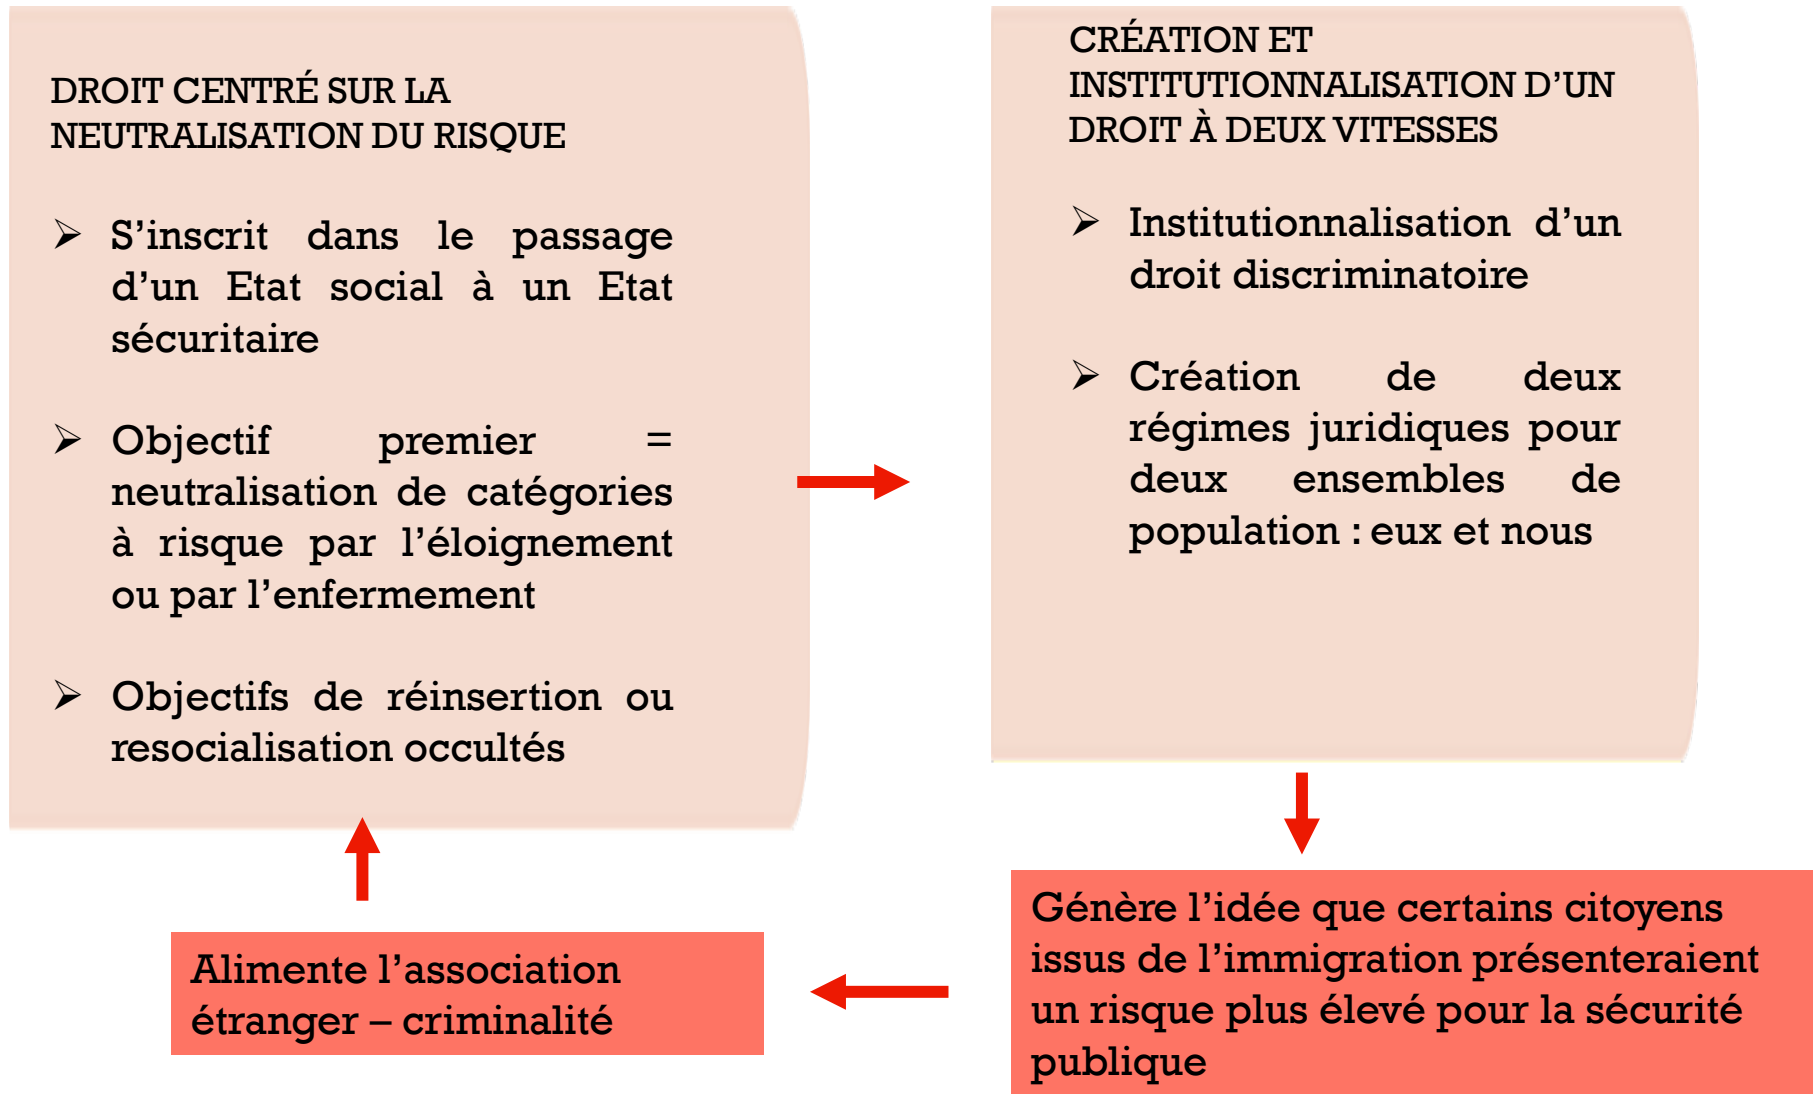 DROIT CENTRÉ SUR LA
NEUTRALISATION DU RISQUE
➢ S’inscrit dans le passage
d’un Etat social à un Etat
sécuritaire
➢ Objectif premier =
neutralisation de catégories
à risque par l’éloignement
ou par l’enfermement
➢ Objectifs de réinsertion ou
resocialisation occultés
CRÉATION ET
INSTITUTIONNALISATION D’UN
DROIT À DEUX VITESSES
➢ Institutionnalisation d’un
droit discriminatoire
➢ Création de deux
régimes juridiques pour
deux ensembles de
population : eux et nous
Génère l’idée que certains citoyens
issus de l’immigration présenteraient
un risque plus élevé pour la sécurité
publique
Alimente l’association
étranger – criminalité